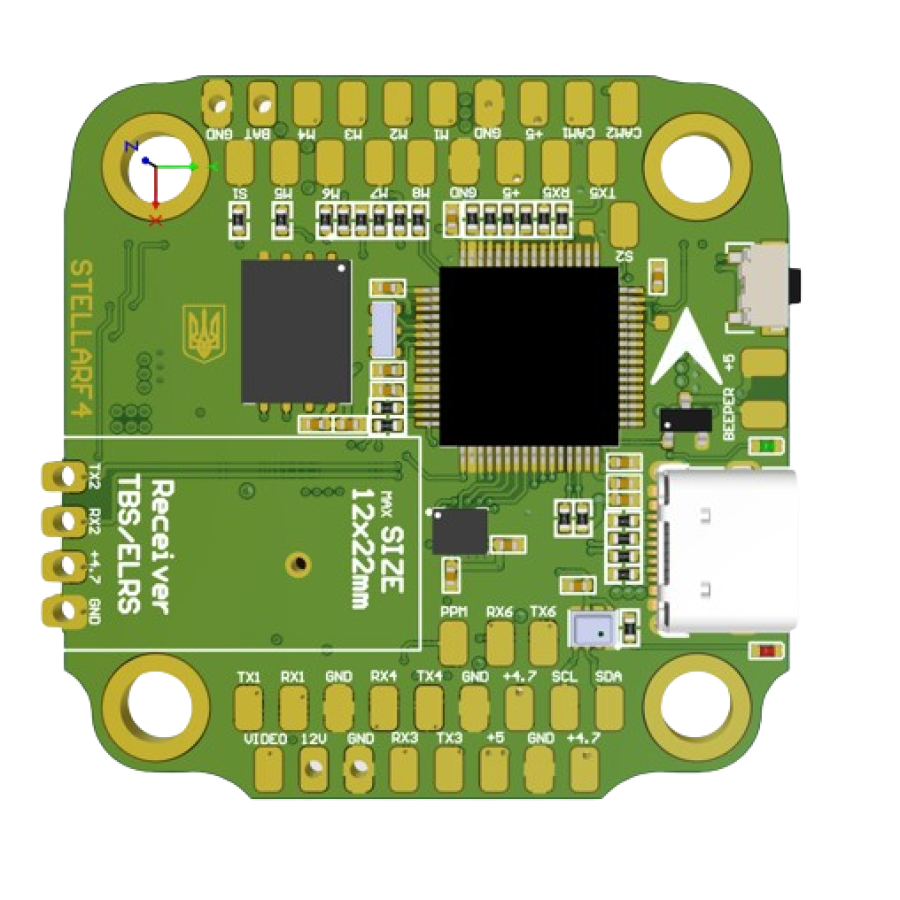 GND BAT M4 M3 M2 M1 GND +5 CAM1 CAM2
S1 M5 M6 M7 M8 GND +5 RX5 TX5
S2
Z
Y
X
STELLARF4
+5
BEEPER
TX2
RX2
+4.7
GND
Receiver
TBS/ELRS
MAX SIZE
12x22mm
PPM RX6 TX6
TX1 RX1 GND RX4 TX4 GND +4.7 SCL SDA
VIDEO 12V GND RX3 TX3 +5 GND +4.7